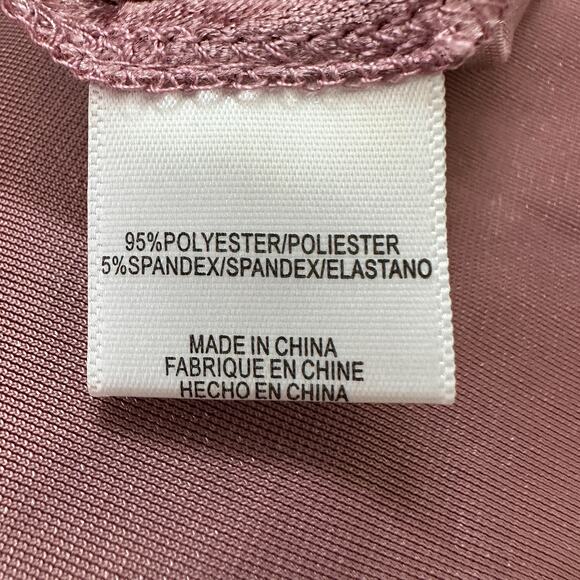 95%POLYESTER/POLIESTER
5%SPANDEX/SPANDEX/ELASTANO
MADE IN CHINA
FABRIQUE EN CHINE
HECHO EN CHINA